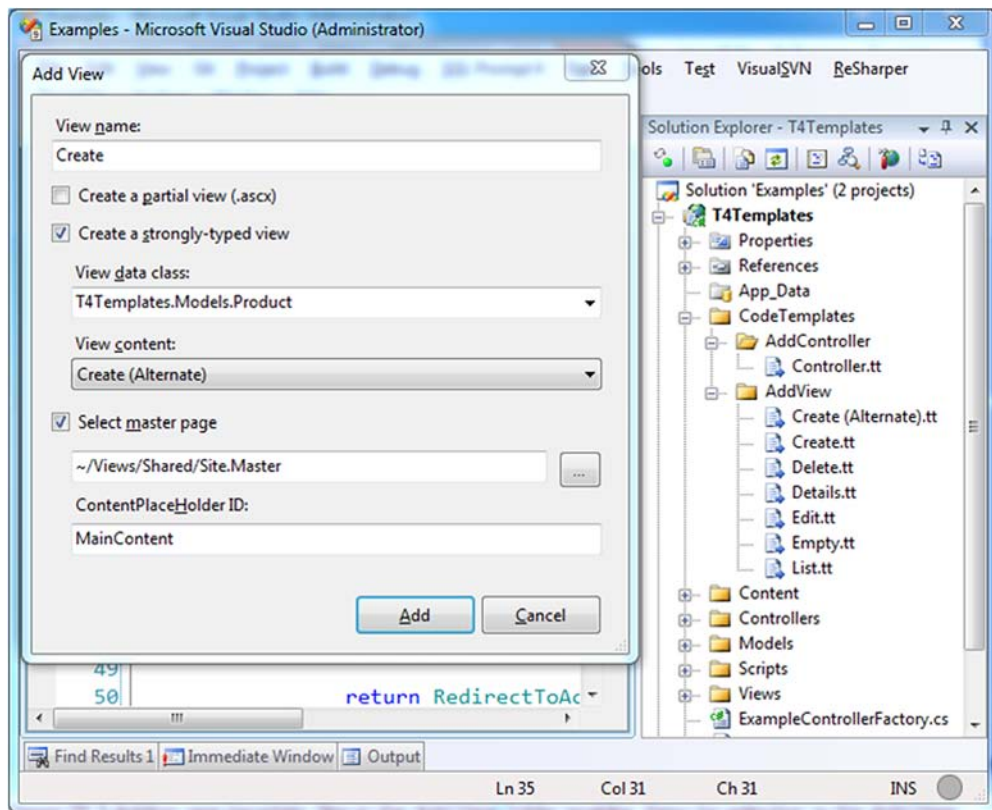 Examples - Microsoft Visual Studio (Administrator)
ols Test VisualSVN ReSharper
Add View
View name:
Create
Create a partial view (.ascx)
Create a strongly-typed view
View data class:
T4Templates.Models.Product
View content:
Create (Alternate)
Select master page
~/Views/Shared/Site.Master
...
ContentPlaceHolder ID:
MainContent
Add Cancel
49
50 return RedirectToAc
Solution Explorer - T4Templates
Solution 'Examples' (2 projects)
T4Templates
Properties
References
App_Data
CodeTemplates
AddController
Controller.tt
AddView
Create (Alternate).tt
Create.tt
Delete.tt
Details.tt
Edit.tt
Empty.tt
List.tt
Content
Controllers
Models
Scripts
Views
ExampleControllerFactory.cs
Find Results 1 Immediate Window Output
Ln 35 Col 31 Ch 31 INS